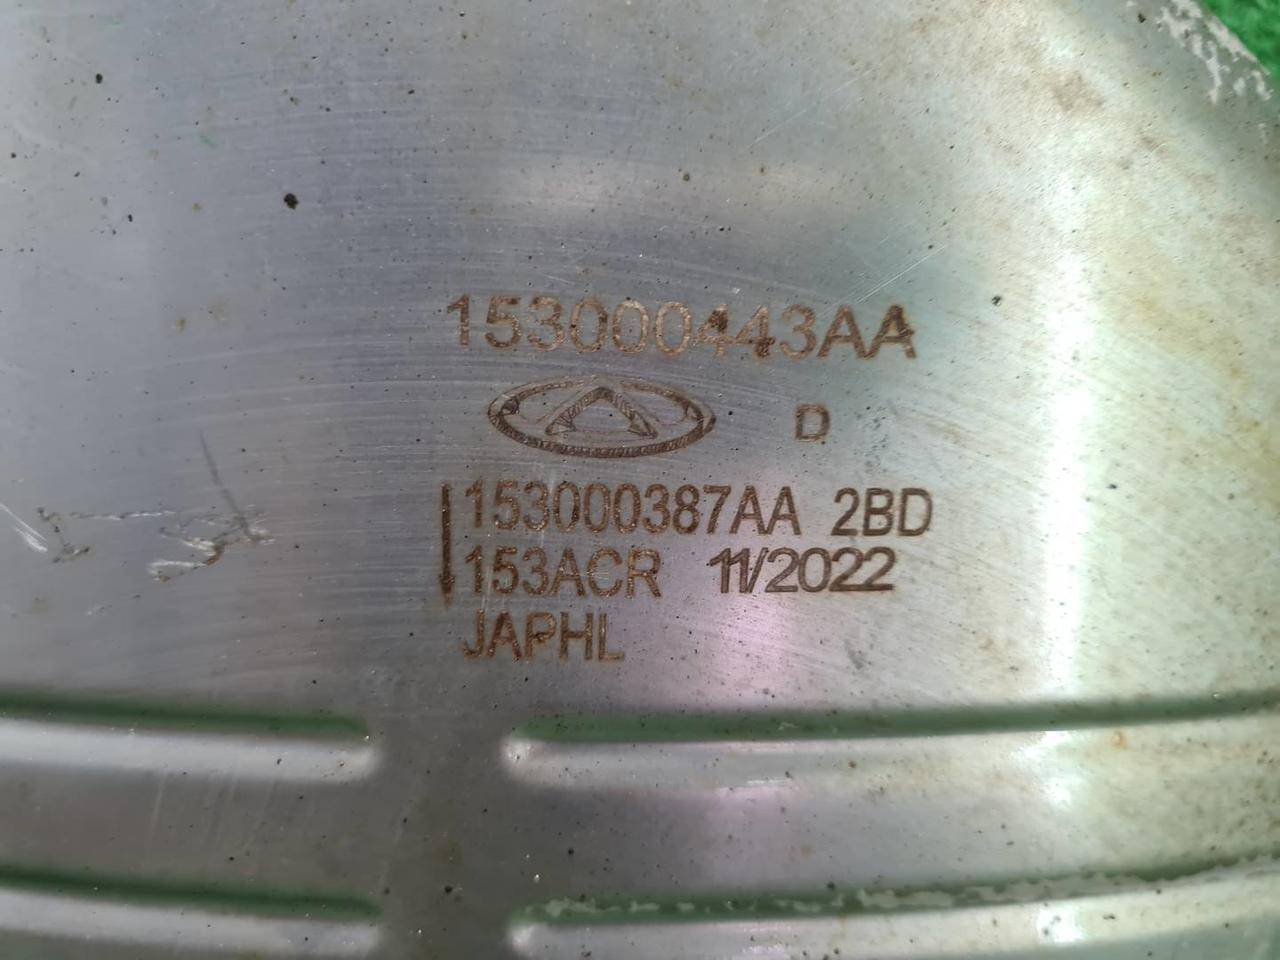 153000443AA
D
153000387AA 2BD
153ACR 11/2022
JAPHL